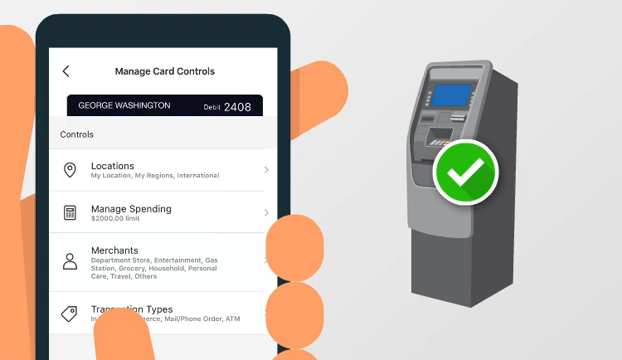 Manage Card Controls
GEORGE WASHINGTON Debit 2408
Controls
Locations
My Location, My Regions, International
Manage Spending
$2000.00 limit
Merchants
Department Store, Entertainment, Gas
Station, Grocery, Household, Personal
Care, Travel, Others
Types
Mail/Phone Order, ATM